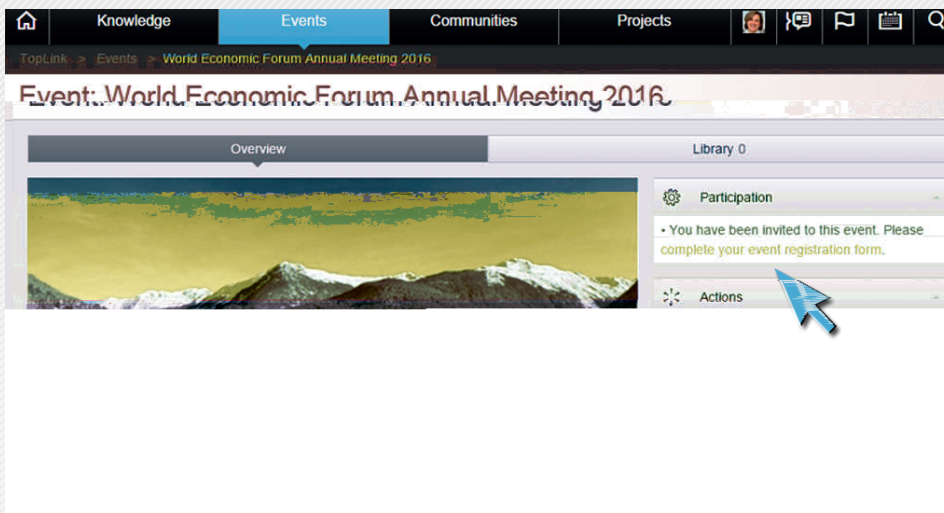 Knowledge Events Communities Projects
TopLink > Events > World Economic Forum Annual Meeting 2016
Event: World Economic Forum Annual Meeting 2016
Overview Library 0
Participation
• You have been invited to this event. Please
complete your event registration form.
Actions